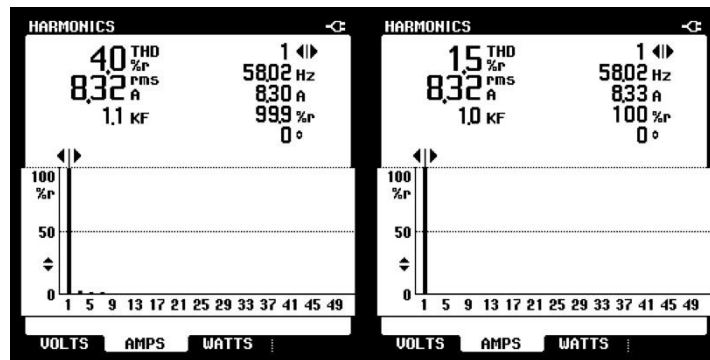 HARMONICS
4.0 THD %r
8.32 rms A
1.1 KF
1
58.02 Hz
8.30 A
99.9 %r
0 °
100
%r
50
0
1 5 9 13 17 21 25 29 33 37 41 45 49
VOLTS AMPS WATTS
HARMONICS
1.5 THD %r
8.32 rms A
1.0 KF
1
58.02 Hz
8.33 A
100 %r
0 °
100
%r
50
0
1 5 9 13 17 21 25 29 33 37 41 45 49
VOLTS AMPS WATTS